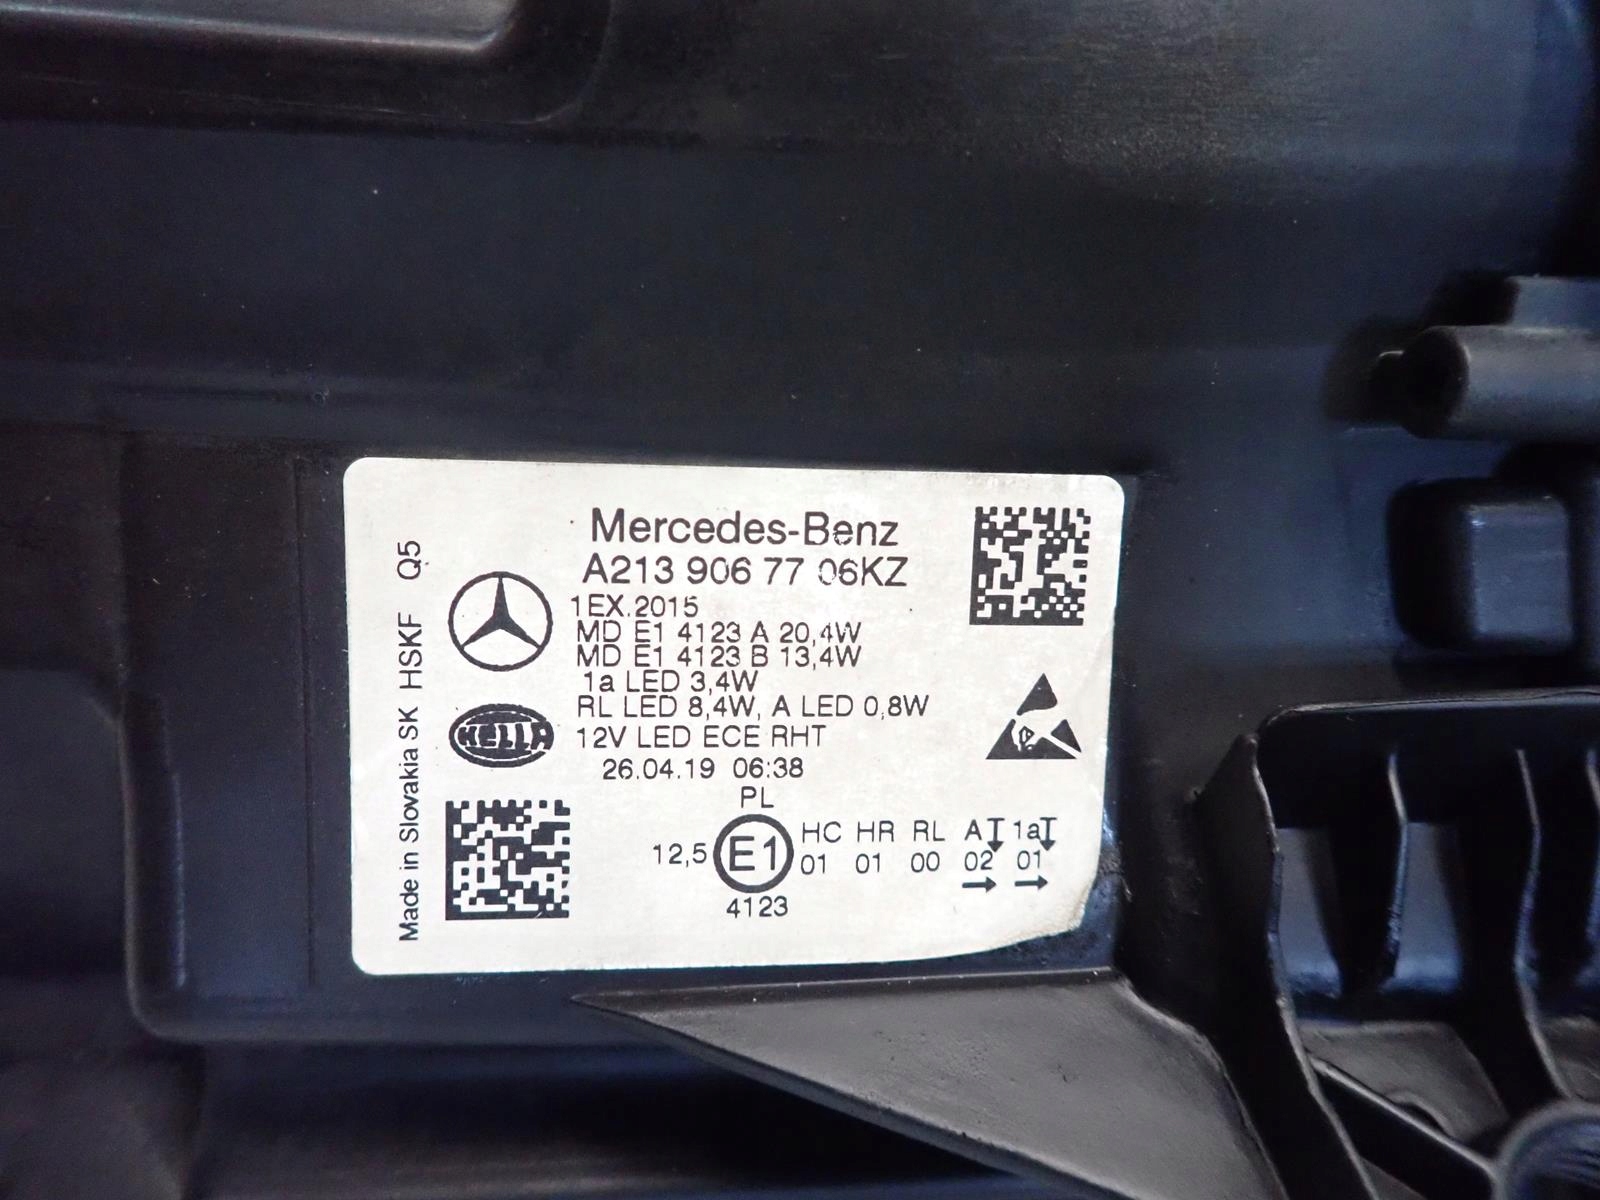 Mercedes-Benz
A213 906 77 06KZ
1EX.2015
MD E1 4123 A 20,4W
MD E1 4123 B 13,4W
1a LED 3,4W
RL LED 8,4W, A LED 0,8W
12V LED ECE RHT
26.04.19 06:38
PL
12,5 E1 HC HR RL A 1a
01 01 00 02 01
4123
HELLA
Made in Slovakia SK HSKF Q5